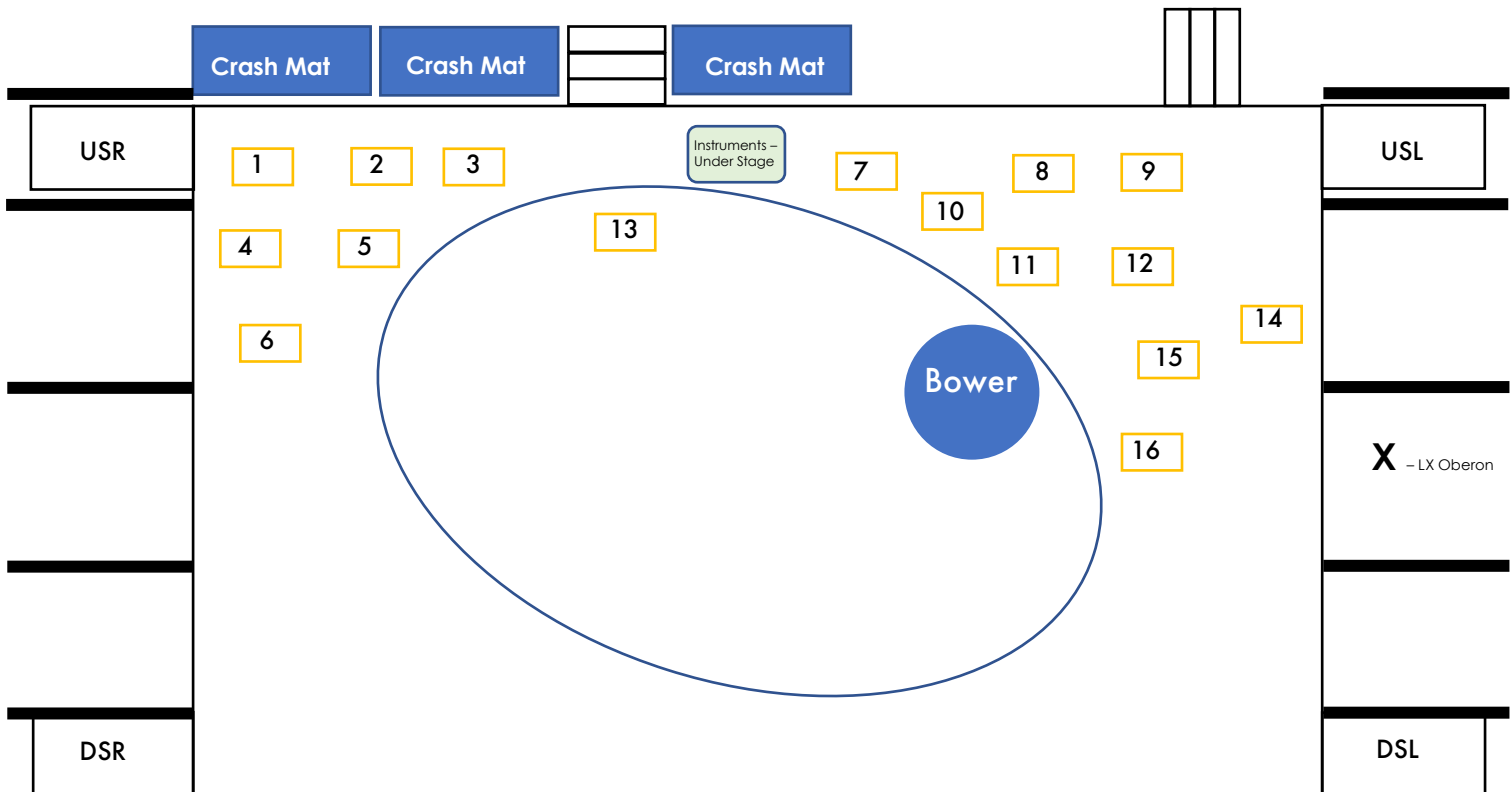 Crash Mat
Crash Mat
Crash Mat
USR
USL
Instruments –
Under Stage
1
2
3
7
8
9
10
13
4
5
11
12
14
6
15
Bower
16
X – LX Oberon
DSR
DSL